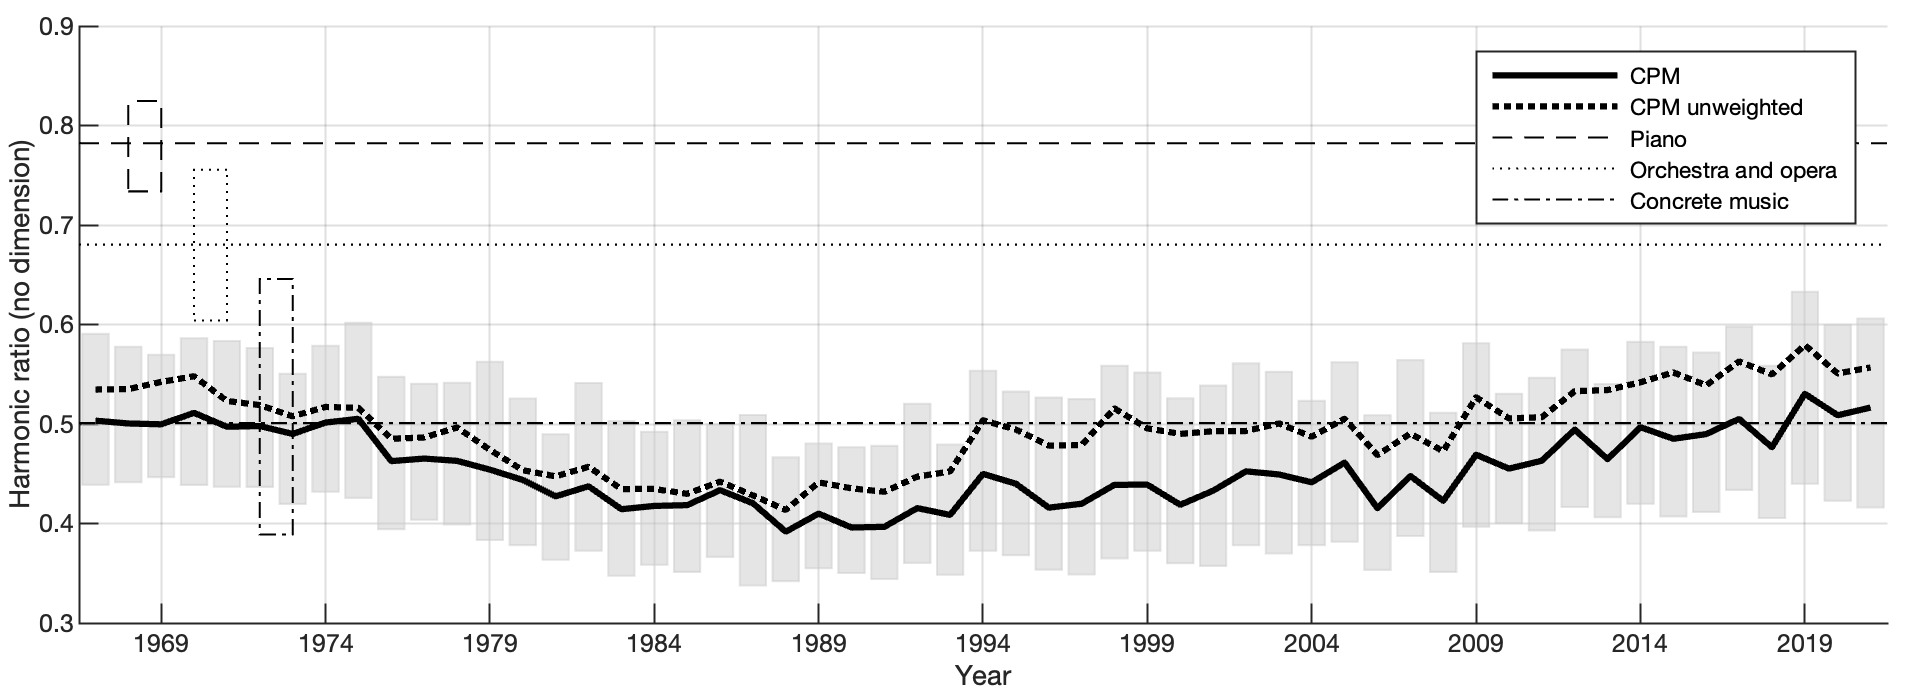 0.9
0.8
0.7
0.6
0.5
0.4
0.3
Harmonic ratio (no dimension)
CPM
CPM unweighted
Piano
Orchestra and opera
Concrete music
1969 1974 1979 1984 1989 1994 1999 2004 2009 2014 2019
Year